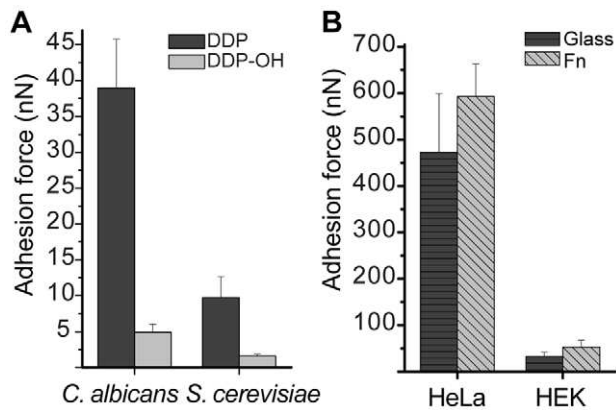 A
Adhesion force (nN)
45
40
35
30
25
20
15
10
5
DDP
DDP-OH
C. albicans S. cerevisiae
B
Adhesion force (nN)
700
600
500
400
300
200
100
Glass
Fn
HeLa HEK